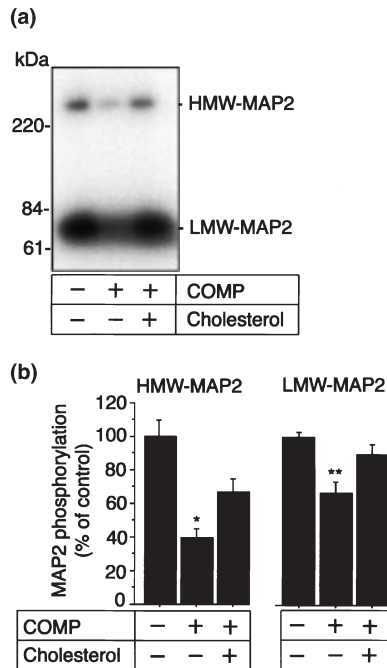 (a)
kDa
HMW-MAP2
220-
84-
LMW-MAP2
61-
− + + COMP
− − + Cholesterol
(b)
HMW-MAP2 LMW-MAP2
MAP2 phosphorylation
(% of control)
120
100
80
60
40
20
0
* **
COMP − + + − + +
Cholesterol − − + − − +